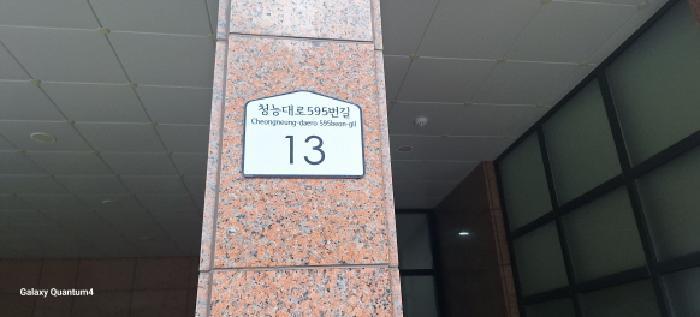 청능대로595번길
Cheongneung-daero 595beon-gil
13
Galaxy Quantum4